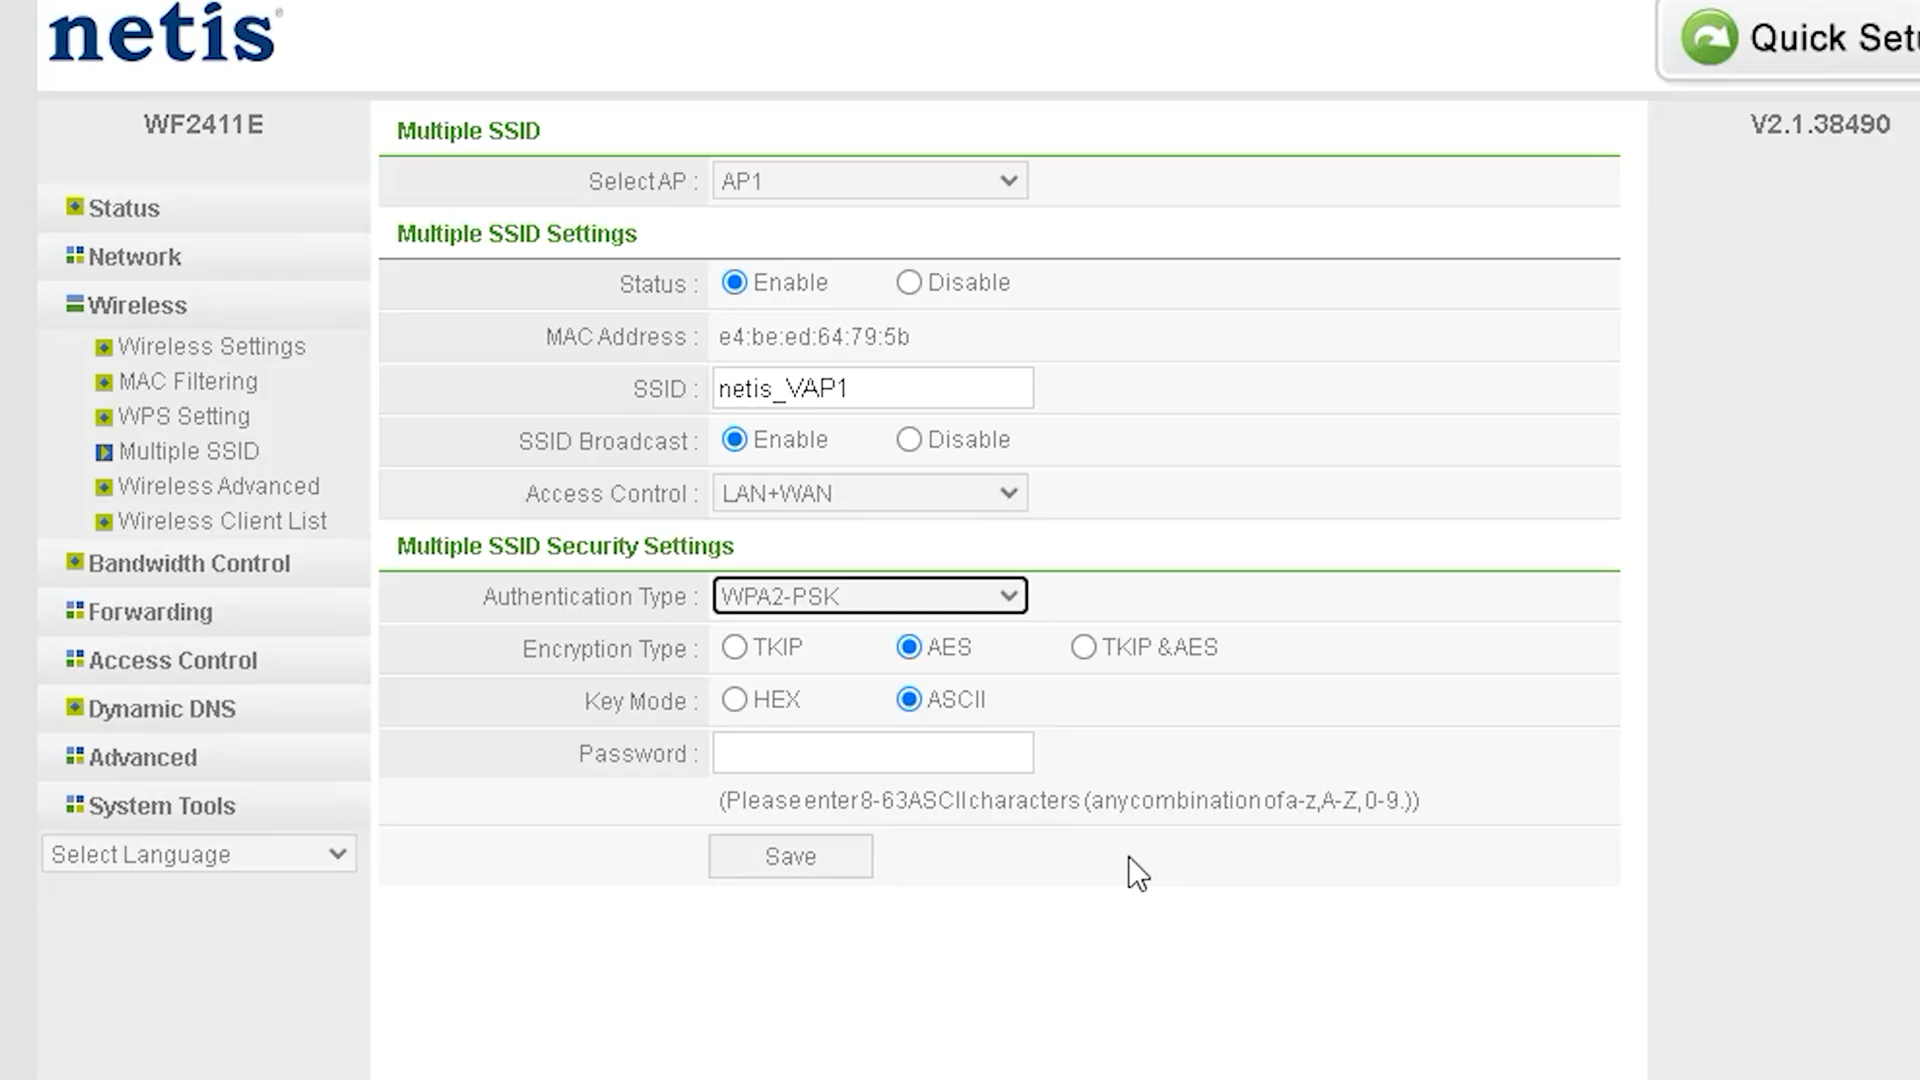 netis
Quick Setu
WF2411E
V2.1.38490
Status
Network
Wireless
Wireless Settings
MAC Filtering
WPS Setting
Multiple SSID
Wireless Advanced
Wireless Client List
Bandwidth Control
Forwarding
Access Control
Dynamic DNS
Advanced
System Tools
Select Language
Multiple SSID
Select AP : AP1
Multiple SSID Settings
Status : Enable Disable
MAC Address : e4:be:ed:64:79:5b
SSID : netis_VAP1
SSID Broadcast : Enable Disable
Access Control : LAN+WAN
Multiple SSID Security Settings
Authentication Type : WPA2-PSK
Encryption Type : TKIP AES TKIP &AES
Key Mode : HEX ASCII
Password :
(Please enter 8-63 ASCII characters (any combination of a-z, A-Z, 0-9.))
Save